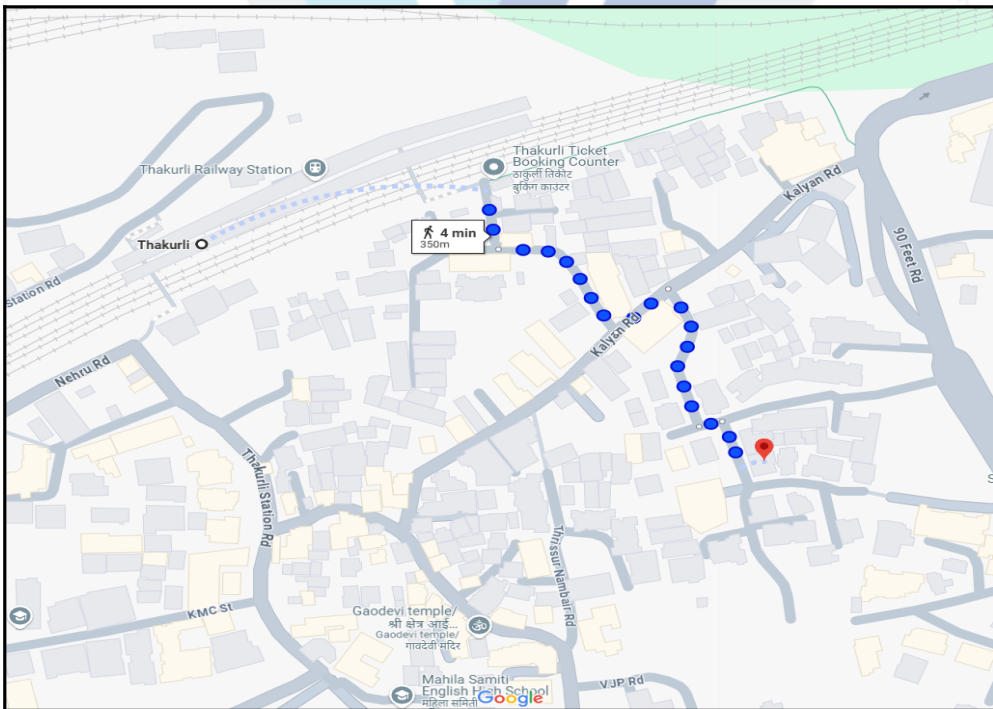 Thakurli Ticket
Booking Counter
ठाकुर्ली तिकीट
बुकिंग काउंटर
Thakurli Railway Station
Kalyan Rd
4 min
350m
Thakurli
90 Feet Rd
Station Rd
Kalyan Rd
Nehru Rd
Thakurli Station Rd
S
Thrissur Nambair Rd
KMC St
Gaodevi temple/
श्री क्षेत्र आई...
Gaodevi temple/
गावदेवी मंदिर
Mahila Samiti
English High School
महिला समिती
Google
VJP Rd